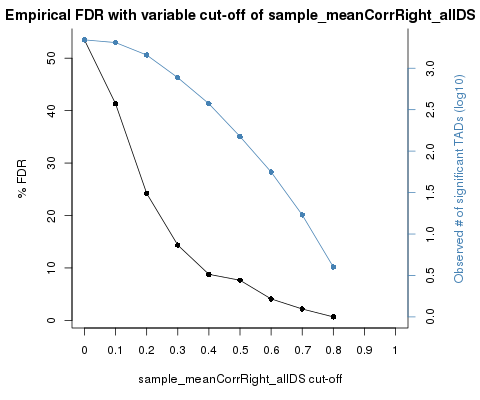 Empirical FDR with variable cut-off of sample_meanCorrRight_allDS
% FDR
50
40
30
20
10
0
3.0
2.5
2.0
1.5
1.0
0.5
0.0
Observed # of significant TADs (log10)
0 0.1 0.2 0.3 0.4 0.5 0.6 0.7 0.8 0.9 1
sample_meanCorrRight_allDS cut-off